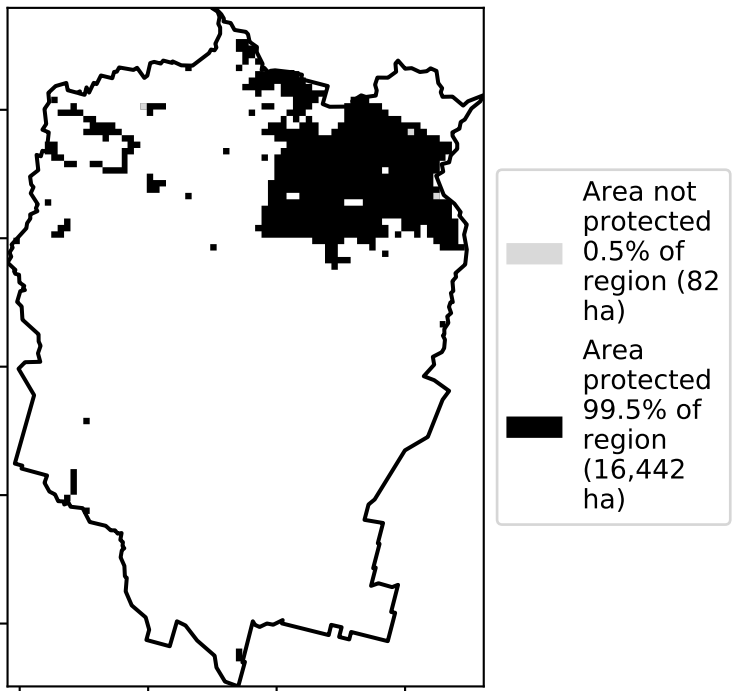 Area not
protected
0.5% of
region (82
ha)
Area
protected
99.5% of
region
(16,442
ha)